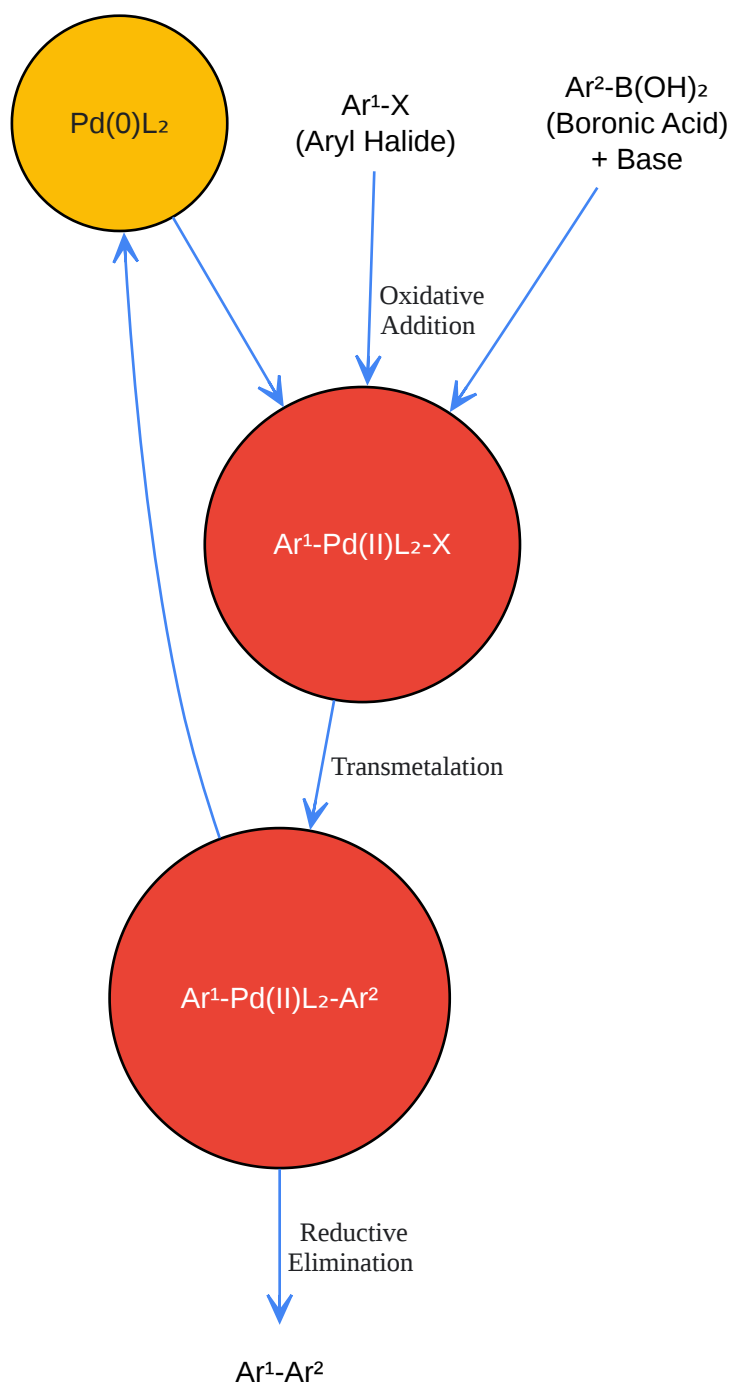 Pd(0)L₂
Ar¹-X
(Aryl Halide)
Ar²-B(OH)₂
(Boronic Acid)
+ Base
Oxidative
Addition
Ar¹-Pd(II)L₂-X
Transmetalation
Ar¹-Pd(II)L₂-Ar²
Reductive
Elimination
Ar¹-Ar²